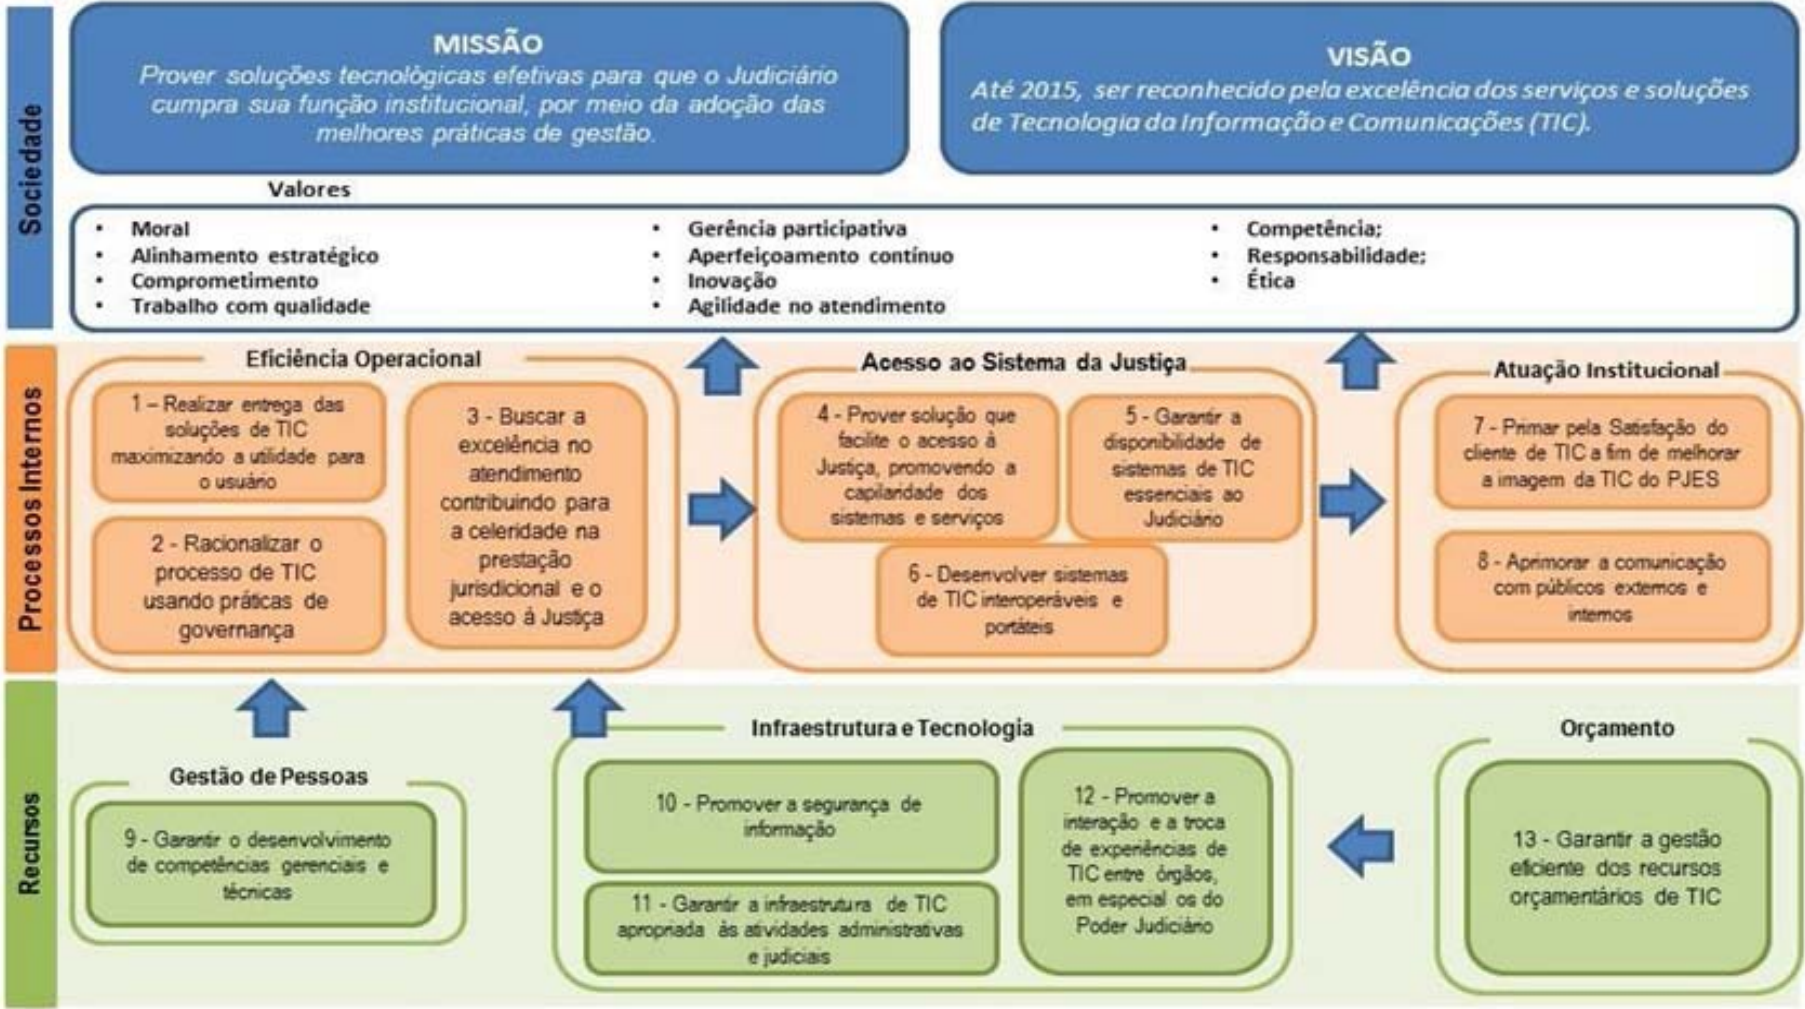 Sociedade
MISSÃO
Prover soluções tecnológicas efetivas para que o Judiciário
cumpra sua função institucional, por meio da adoção das
melhores práticas de gestão.
VISÃO
Até 2015, ser reconhecido pela excelência dos serviços e soluções
de Tecnologia da Informação e Comunicações (TIC).
Valores
• Moral
• Alinhamento estratégico
• Comprometimento
• Trabalho com qualidade
• Gerência participativa
• Aperfeiçoamento contínuo
• Inovação
• Agilidade no atendimento
• Competência;
• Responsabilidade;
• Ética
Processos Internos
Eficiência Operacional
1 – Realizar entrega das
soluções de TIC
maximizando a utilidade para
o usuário
2 - Racionalizar o
processo de TIC
usando práticas de
governança
3 - Buscar a
excelência no
atendimento
contribuindo para
a celeridade na
prestação
jurisdicional e o
acesso à Justiça
Acesso ao Sistema da Justiça
4 - Prover solução que
facilite o acesso à
Justiça, promovendo a
capilaridade dos
sistemas e serviços
5 - Garantir a
disponibilidade de
sistemas de TIC
essenciais ao
Judiciário
6 - Desenvolver sistemas
de TIC interoperáveis e
portáteis
Atuação Institucional
7 - Primar pela Satisfação do
cliente de TIC a fim de melhorar
a imagem da TIC do PJES
8 - Aprimorar a comunicação
com públicos externos e
internos
Recursos
Gestão de Pessoas
9 - Garantir o desenvolvimento
de competências gerenciais e
técnicas
Infraestrutura e Tecnologia
10 - Promover a segurança de
informação
11 - Garantir a infraestrutura de TIC
apropriada às atividades administrativas
e judiciais
12 - Promover a
interação e a troca
de experiências de
TIC entre órgãos,
em especial os do
Poder Judiciário
Orçamento
13 - Garantir a gestão
eficiente dos recursos
orçamentários de TIC